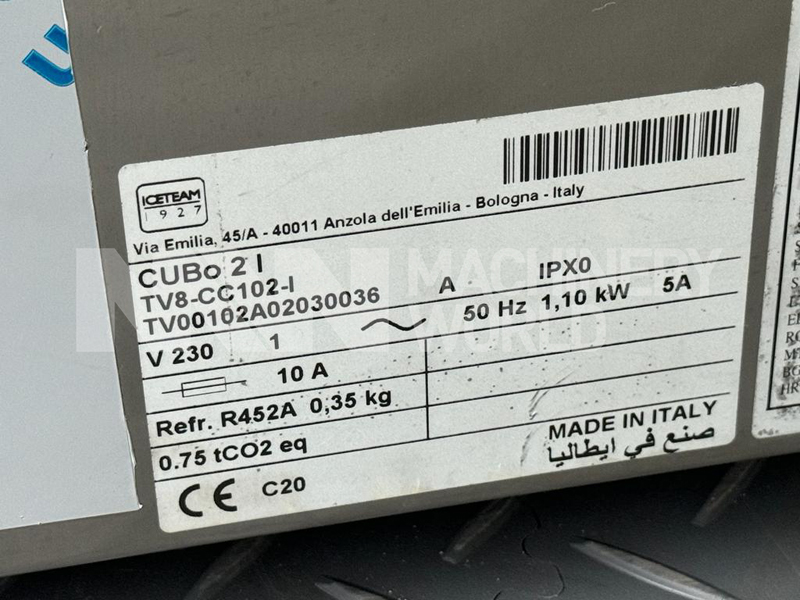 ICETEAM
1927
Via Emilia, 45/A - 40011 Anzola dell'Emilia - Bologna - Italy
CUBo 2 I
TV8-CC102-I
TV00102A02030036 A IPX0
V 230 1 50 Hz 1,10 kW 5A
10 A
Refr. R452A 0,35 kg
0.75 tCO2 eq
MADE IN ITALY
صنع في ايطاليا
CE C20
MACHINERY
WORLD